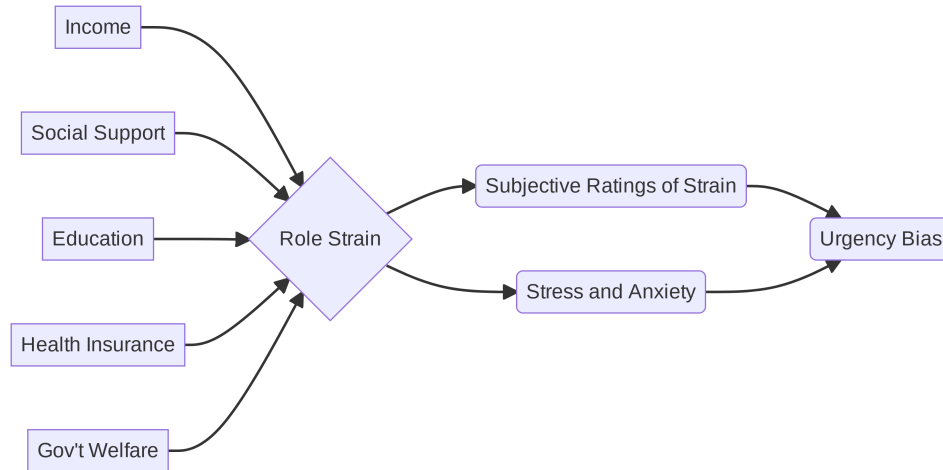 Income
Social Support
Education
Health Insurance
Gov't Welfare
Role Strain
Subjective Ratings of Strain
Stress and Anxiety
Urgency Bias